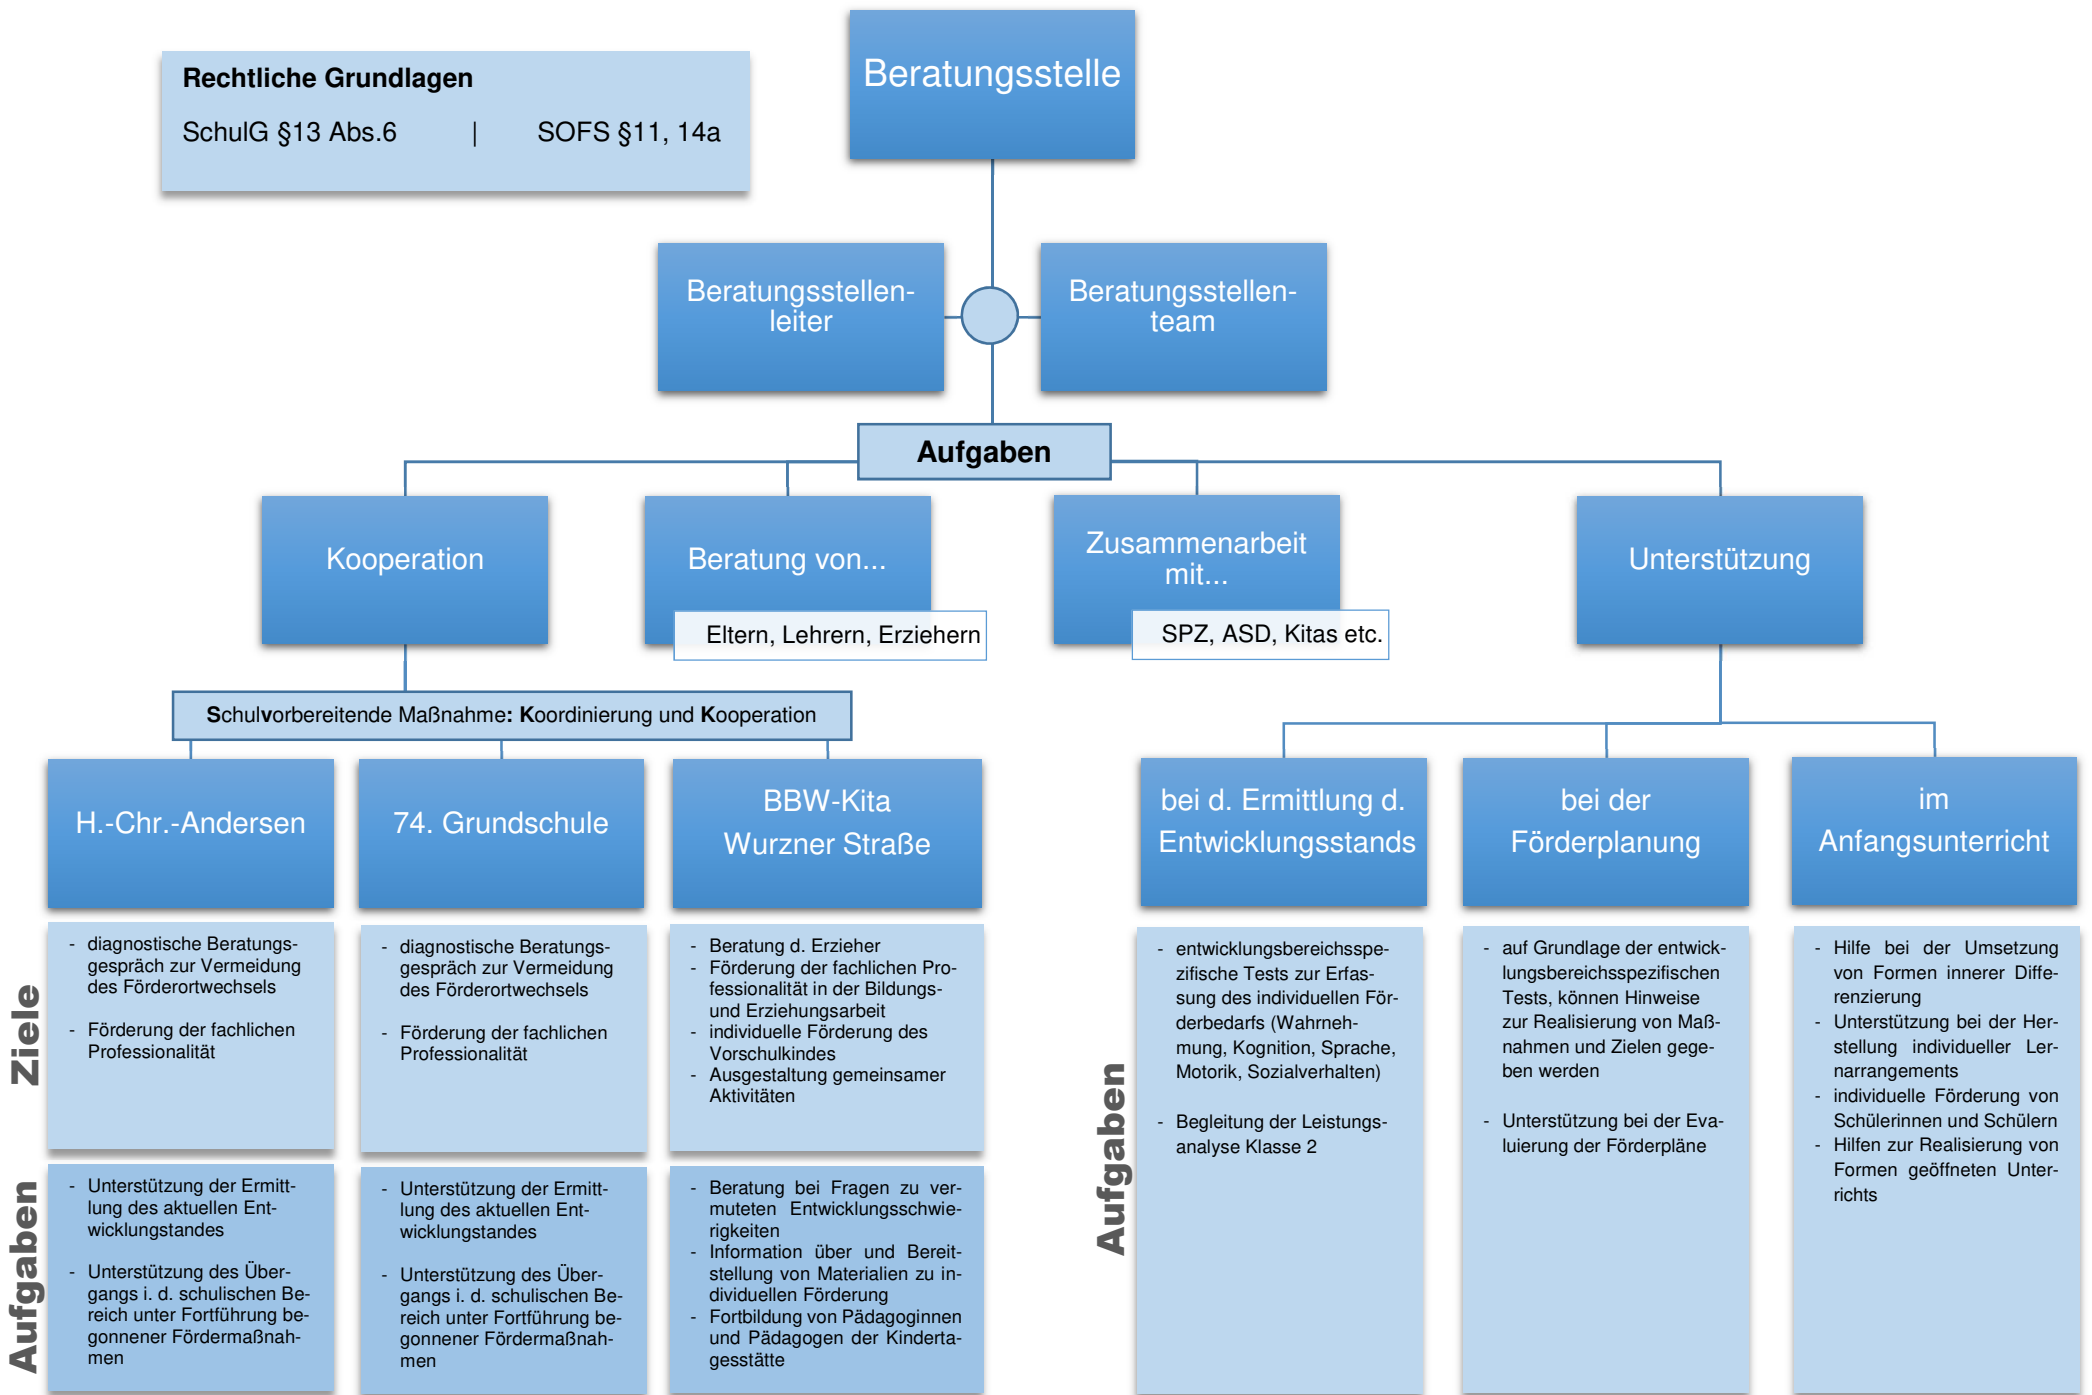 Beratungsstelle
Rechtliche Grundlagen
SchulG §13 Abs.6 | SOFS §11, 14a
Beratungsstellen-
leiter
Beratungsstellen-
team
Aufgaben
Kooperation
Beratung von...
Eltern, Lehrern, Erziehern
Zusammenarbeit
mit...
SPZ, ASD, Kitas etc.
Unterstützung
Schulvorbereitende Maßnahme: Koordinierung und Kooperation
H.-Chr.-Andersen
74. Grundschule
BBW-Kita
Wurzner Straße
bei d. Ermittlung d.
Entwicklungsstands
bei der
Förderplanung
im
Anfangsunterricht
Ziele
- diagnostische Beratungs-
gespräch zur Vermeidung
des Förderortwechsels
- Förderung der fachlichen
Professionalität
- diagnostische Beratungs-
gespräch zur Vermeidung
des Förderortwechsels
- Förderung der fachlichen
Professionalität
- Beratung d. Erzieher
- Förderung der fachlichen Pro-
fessionalität in der Bildungs-
und Erziehungsarbeit
- individuelle Förderung des
Vorschulkindes
- Ausgestaltung gemeinsamer
Aktivitäten
Aufgaben
- Unterstützung der Ermitt-
lung des aktuellen Ent-
wicklungstandes
- Unterstützung des Über-
gangs i. d. schulischen Be-
reich unter Fortführung be-
gonnener Fördermaßnah-
men
- Unterstützung der Ermitt-
lung des aktuellen Ent-
wicklungstandes
- Unterstützung des Über-
gangs i. d. schulischen Be-
reich unter Fortführung be-
gonnener Fördermaßnah-
men
- Beratung bei Fragen zu ver-
muteten Entwicklungsschwie-
rigkeiten
- Information über und Bereit-
stellung von Materialien zu in-
dividuellen Förderung
- Fortbildung von Pädagoginnen
und Pädagogen der Kinderta-
gesstätte
Aufgaben
- entwicklungsbereichsspe-
zifische Tests zur Erfas-
sung des individuellen För-
derbedarfs (Wahrneh-
mung, Kognition, Sprache,
Motorik, Sozialverhalten)
- Begleitung der Leistungs-
analyse Klasse 2
- auf Grundlage der entwick-
lungsbereichsspezifischen
Tests, können Hinweise
zur Realisierung von Maß-
nahmen und Zielen gege-
ben werden
- Unterstützung bei der Eva-
luierung der Förderpläne
- Hilfe bei der Umsetzung
von Formen innerer Diffe-
renzierung
- Unterstützung bei der Her-
stellung individueller Ler-
narrangements
- individuelle Förderung von
Schülerinnen und Schülern
- Hilfen zur Realisierung von
Formen geöffneten Unter-
richts